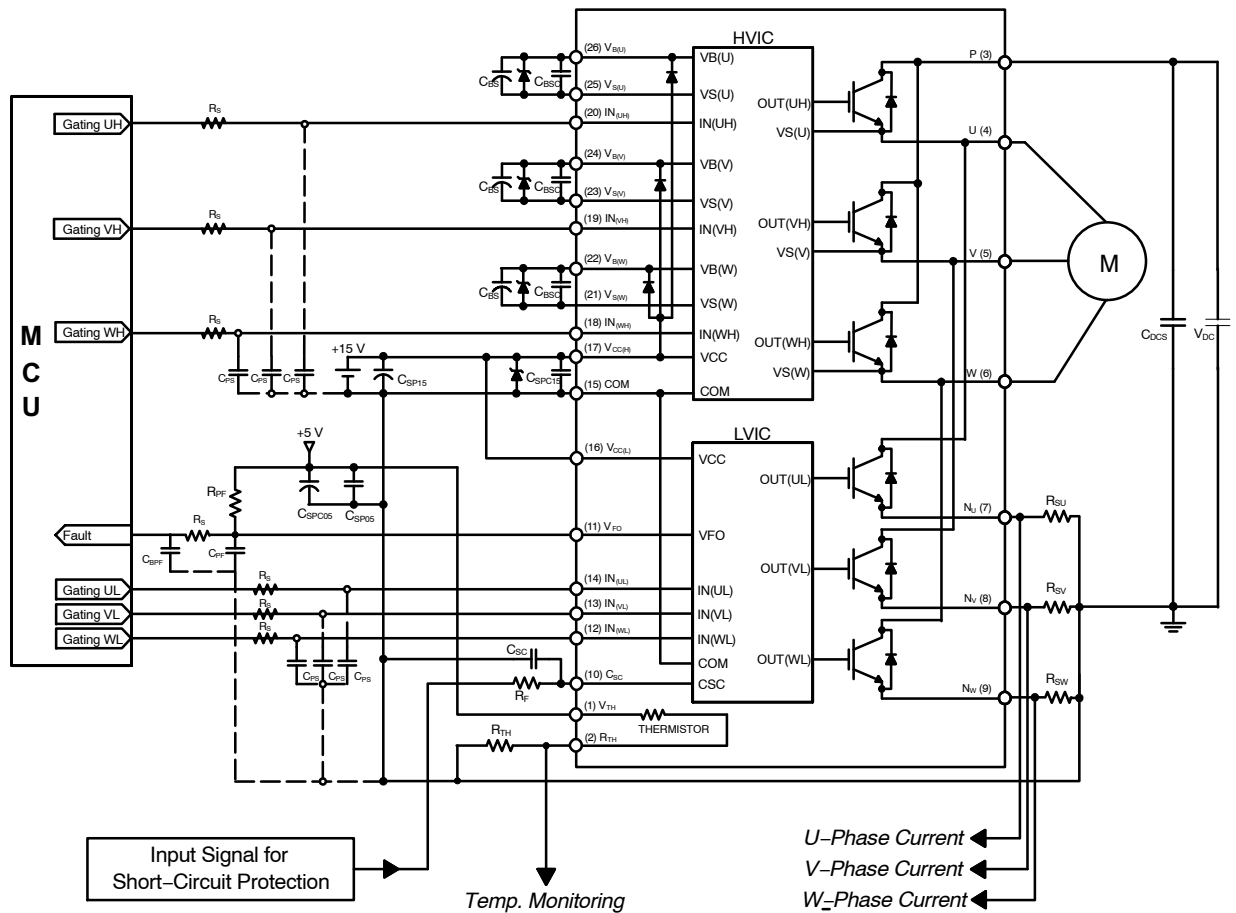 HVIC
(26) VB(U)
VB(U)
P (3)
CBS
CBSC
(25) VS(U)
VS(U)
OUT(UH)
RS
Gating UH
(20) IN(UH)
IN(UH)
VS(U)
U (4)
(24) VB(V)
VB(V)
CBS
CBSC
(23) VS(V)
VS(V)
RS
Gating VH
(19) IN(VH)
IN(VH)
OUT(VH)
VS(V)
V (5)
M
(22) VB(W)
VB(W)
CBS
CBSC
(21) VS(W)
VS(W)
RS
Gating WH
(18) IN(WH)
IN(WH)
OUT(WH)
CDCS
VDC
+15 V
(17) VCC(H)
VCC
VS(W)
W (6)
CPS
CPS
CPS
CSP15
CSPC15
(15) COM
COM
M
C
U
LVIC
+5 V
(16) VCC(L)
VCC
OUT(UL)
RPF
CSPC05
CSP05
NU (7)
RSU
RS
Fault
(11) VFO
VFO
CBPF
CPF
OUT(VL)
RS
Gating UL
(14) IN(UL)
IN(UL)
RSV
RS
Gating VL
(13) IN(VL)
IN(VL)
NV (8)
RS
Gating WL
(12) IN(WL)
IN(WL)
CSC
COM
OUT(WL)
CPS
CPS
CPS
RF
(10) CSC
CSC
RSW
NW (9)
(1) VTH
THERMISTOR
RTH
(2) RTH
Input Signal for
Short−Circuit Protection
Temp. Monitoring
U−Phase Current
V−Phase Current
W−Phase Current